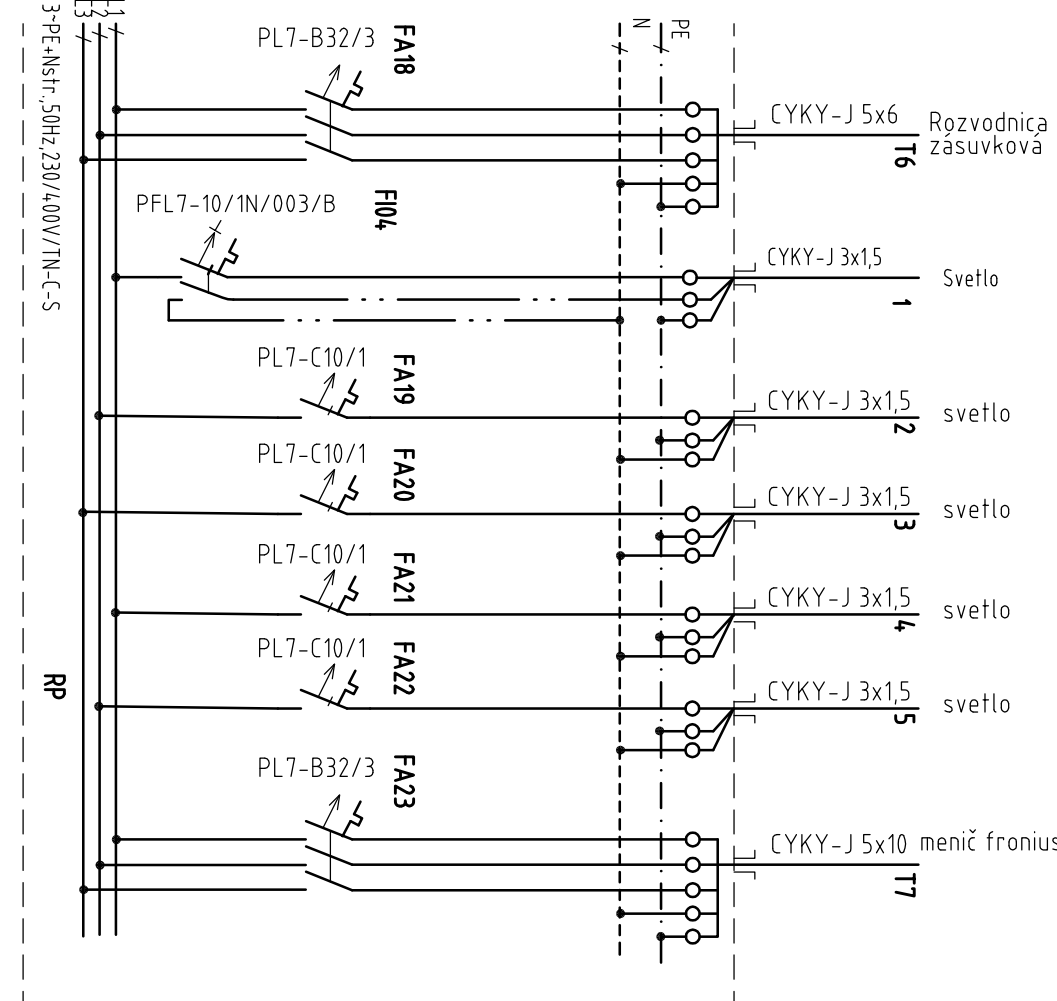 L1
L2
L3
3~PE+Nstr.,50Hz,230/400V/TN-C-S
RP
N
PE
PL7-B32/3
FA18
CYKY-J 5x6
T6
Rozvodnica
zásuvková
PFL7-10/1N/003/B
FI04
CYKY-J 3x1,5
1
Svetlo
PL7-C10/1
FA19
CYKY-J 3x1,5
2
svetlo
PL7-C10/1
FA20
CYKY-J 3x1,5
3
svetlo
PL7-C10/1
FA21
CYKY-J 3x1,5
4
svetlo
PL7-C10/1
FA22
CYKY-J 3x1,5
5
svetlo
PL7-B32/3
FA23
CYKY-J 5x10
T7
menič fronius